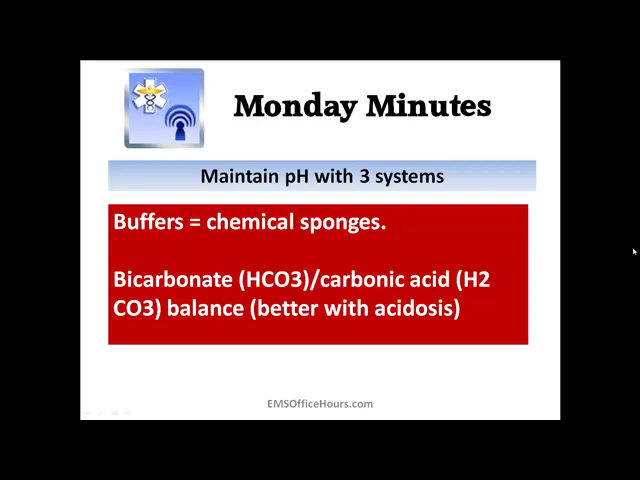 Monday Minutes
Maintain pH with 3 systems
Buffers = chemical sponges.
Bicarbonate (HCO3)/carbonic acid (H2
CO3) balance (better with acidosis)
EMSOfficeHours.com